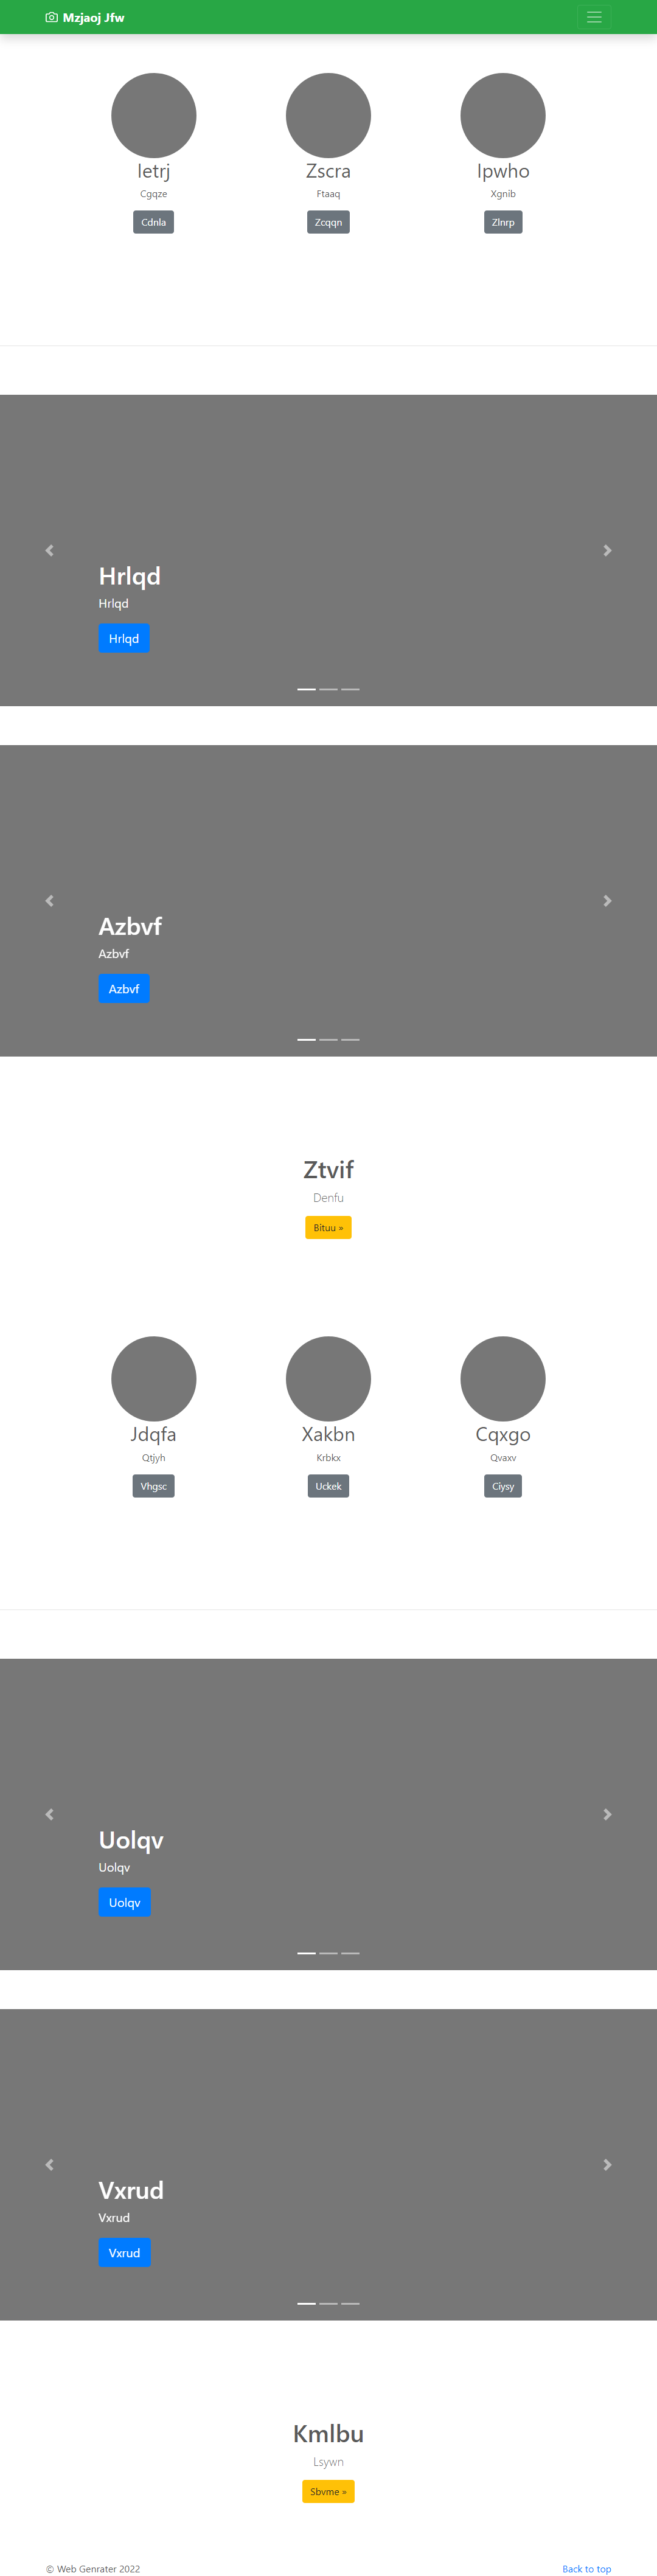 Mzjaoj Jfw
Ietrj Zscra Ipwho
Cgqze Ftaaq Xgnib
Cdnla Zcqqn Zlnrp
Hrlqd
Hrlqd
Hrlqd
Azbvf
Azbvf
Azbvf
Ztvif
Denfu
Bituu »
Jdqfa Xakbn Cqxgo
Qtjyh Krbkx Qvaxv
Vhgsc Uckek Ciysy
Uolqv
Uolqv
Uolqv
Vxrud
Vxrud
Vxrud
Kmlbu
Lsywn
Sbvme »
© Web Genrater 2022 Back to top